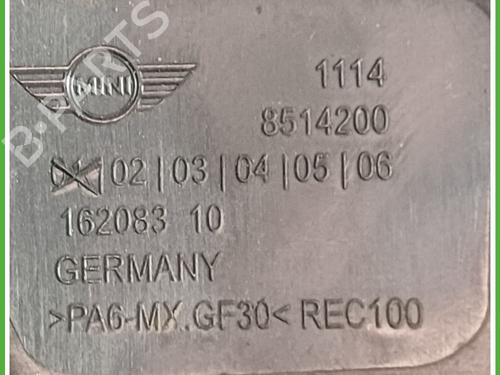 MINI
1114
8514200
01|02|03|04|05|06
162083 10
GERMANY
>PA6-MX.GF30< REC100
B-PARTS